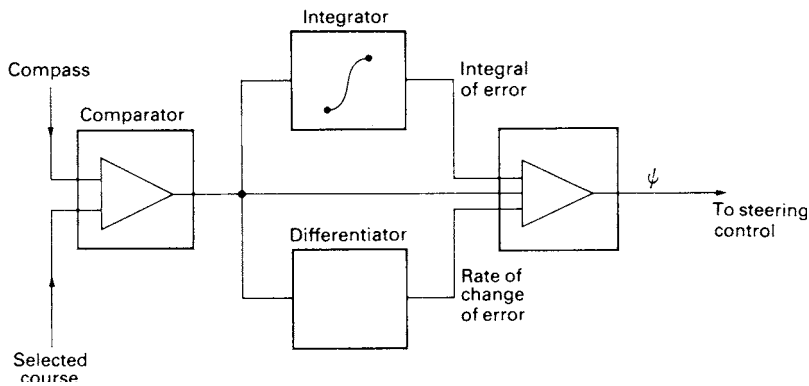 Integrator
Compass
Integral
of error
Comparator
ψ
To steering
control
Differentiator
Rate of
change
of error
Selected
course